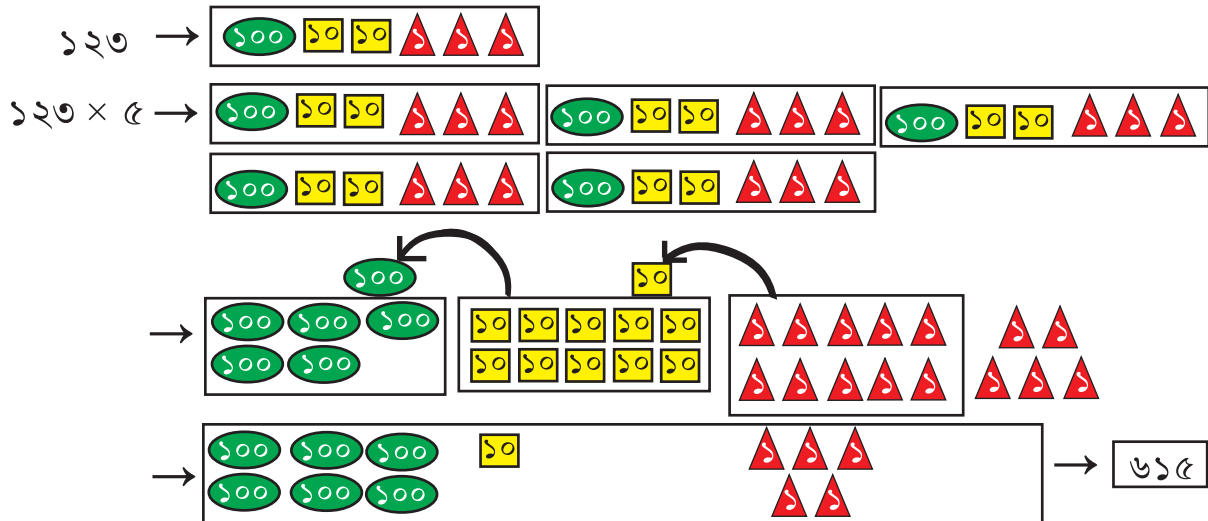 ১২৩ → ১০০ ১০ ১০ ১ ১ ১
১২৩ × ৫ → ১০০ ১০ ১০ ১ ১ ১ ১০০ ১০ ১০ ১ ১ ১ ১০০ ১০ ১০ ১ ১ ১
১০০ ১০ ১০ ১ ১ ১ ১০০ ১০ ১০ ১ ১ ১
১০০ ১০
→ ১০০ ১০০ ১০০ ১০ ১০ ১০ ১০ ১০ ১ ১ ১ ১ ১ ১ ১
১০০ ১০০ ১০ ১০ ১০ ১০ ১০ ১ ১ ১ ১ ১ ১ ১ ১
→ ১০০ ১০০ ১০০ ১০ ১ ১ ১ → ৬১৫
১০০ ১০০ ১০০ ১ ১